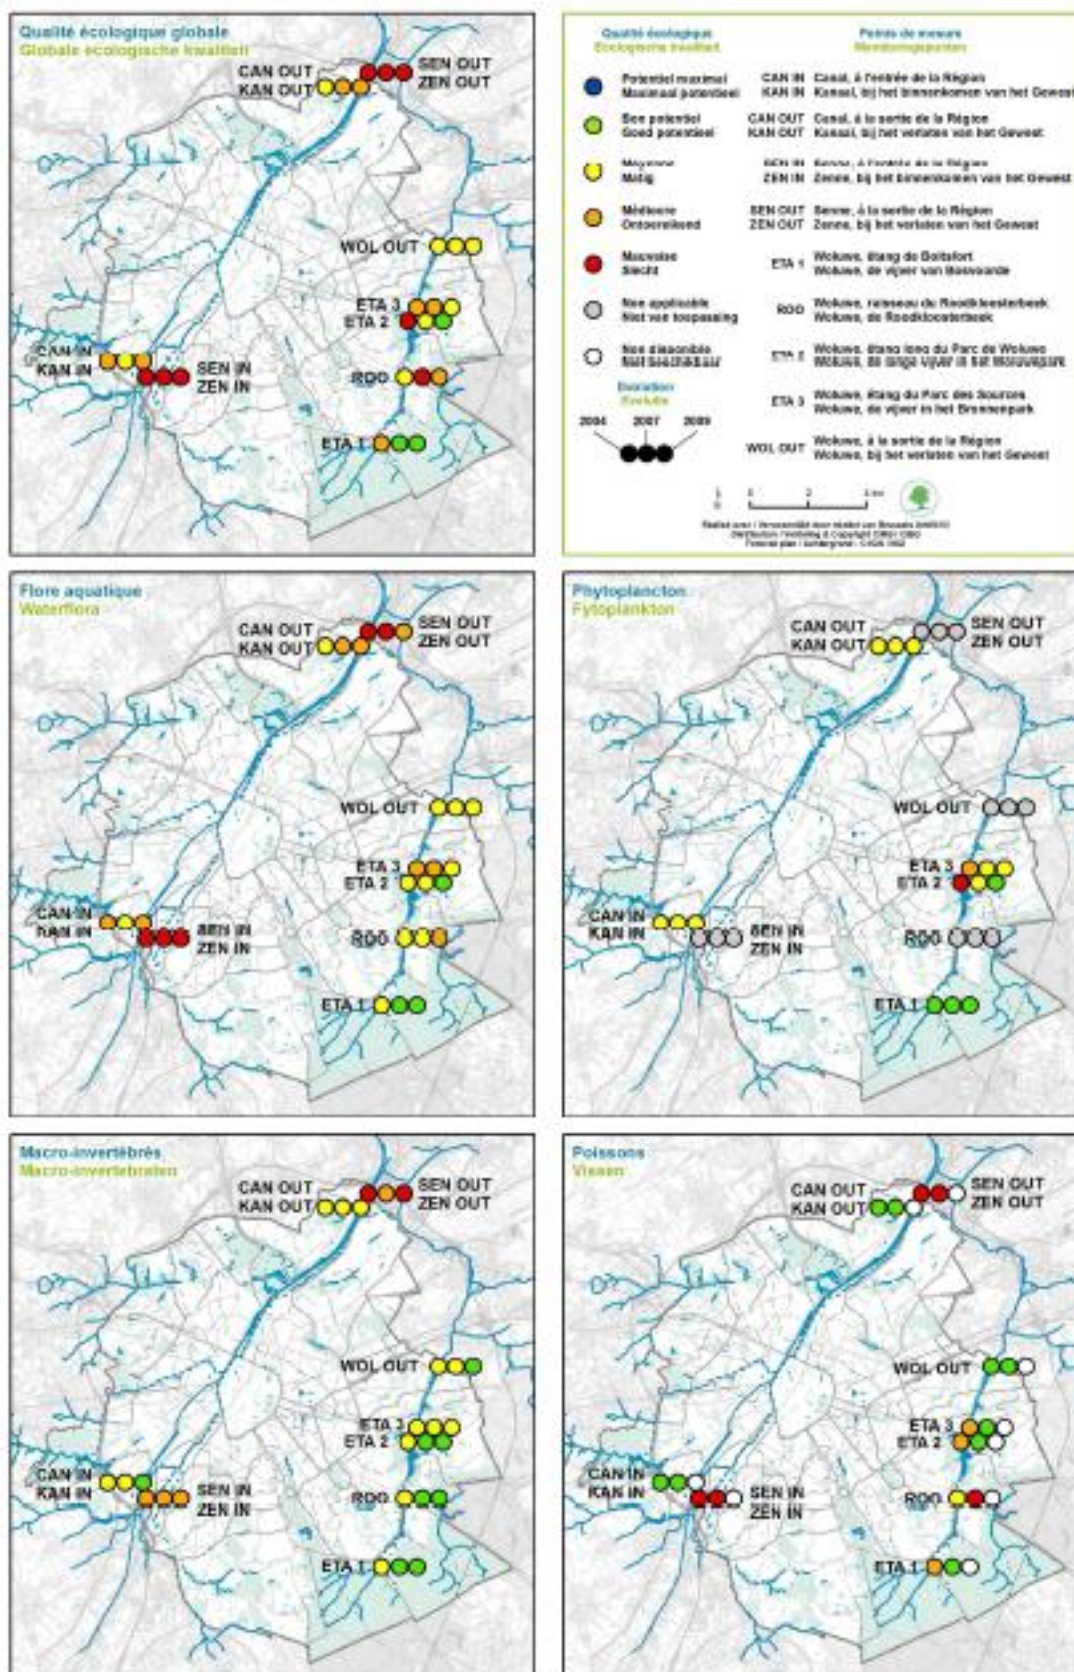 Qualité écologique globale
Globale ecologische kwaliteit
CAN OUT
KAN OUT
SEN OUT
ZEN OUT
WOL OUT
ETA 3
ETA 2
CAN IN
KAN IN
SEN IN
ZEN IN
ROO
ETA 1
Qualité écologique
Ecologische kwaliteit
Points de mesure
Monitoringspunten
Potentiel maximal
Maximaal potentieel
CAN IN Canal, à l'entrée de la Région
KAN IN Kanaal, bij het binnenkomen van het Gewest
Bon potentiel
Goed potentieel
CAN OUT Canal, à la sortie de la Région
KAN OUT Kanaal, bij het verlaten van het Gewest
Moyenne
Matig
SEN IN Senne, à l'entrée de la Région
ZEN IN Zenne, bij het binnenkomen van het Gewest
Médiocre
Ontoereikend
SEN OUT Senne, à la sortie de la Région
ZEN OUT Zenne, bij het verlaten van het Gewest
Mauvaise
Slecht
ETA 1 Woluwe, étang de Boitsfort
Woluwe, de vijver van Bosvoorde
Non applicable
Niet van toepassing
ROO Woluwe, ruisseau du Roodkloosterbeek
Woluwe, de Roodkloosterbeek
Non disponible
Niet beschikbaar
ETA 2 Woluwe, étang long du Parc de Woluwe
Woluwe, de lange vijver in het
Evolution
Evolutie
2004 2007 2009
ETA 3 Woluwe, étang du Parc des Sources
Woluwe, de vijver in het Bronnenpark
WOL OUT Woluwe, à la sortie de la Région
Woluwe, bij het verlaten van het Gewest
Flore aquatique
Waterflora
CAN OUT
KAN OUT
SEN OUT
ZEN OUT
WOL OUT
ETA 3
ETA 2
CAN IN
KAN IN
SEN IN
ZEN IN
ROO
ETA 1
Phytoplancton
Fytoplankton
CAN OUT
KAN OUT
SEN OUT
ZEN OUT
WOL OUT
ETA 3
ETA 2
CAN IN
KAN IN
SEN IN
ZEN IN
ROO
ETA 1
Macro-invertébrés
Macro-invertebraten
CAN OUT
KAN OUT
SEN OUT
ZEN OUT
WOL OUT
ETA 3
ETA 2
CAN IN
KAN IN
SEN IN
ZEN IN
ROO
ETA 1
Poissons
Vissen
CAN OUT
KAN OUT
SEN OUT
ZEN OUT
WOL OUT
ETA 3
ETA 2
CAN IN
KAN IN
SEN IN
ZEN IN
ROO
ETA 1